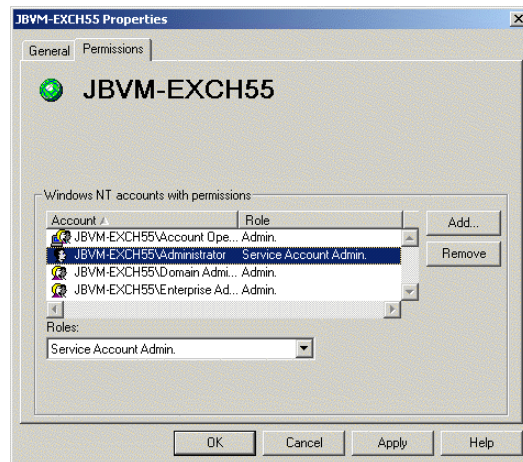 JBVM-EXCH55 Properties
General Permissions
JBVM-EXCH55
Windows NT accounts with permissions
Account Role
JBVM-EXCH55\Account Ope... Admin.
JBVM-EXCH55\Administrator Service Account Admin.
JBVM-EXCH55\Domain Admi... Admin.
JBVM-EXCH55\Enterprise Ad... Admin.
Add...
Remove
Roles:
Service Account Admin.
OK Cancel Apply Help